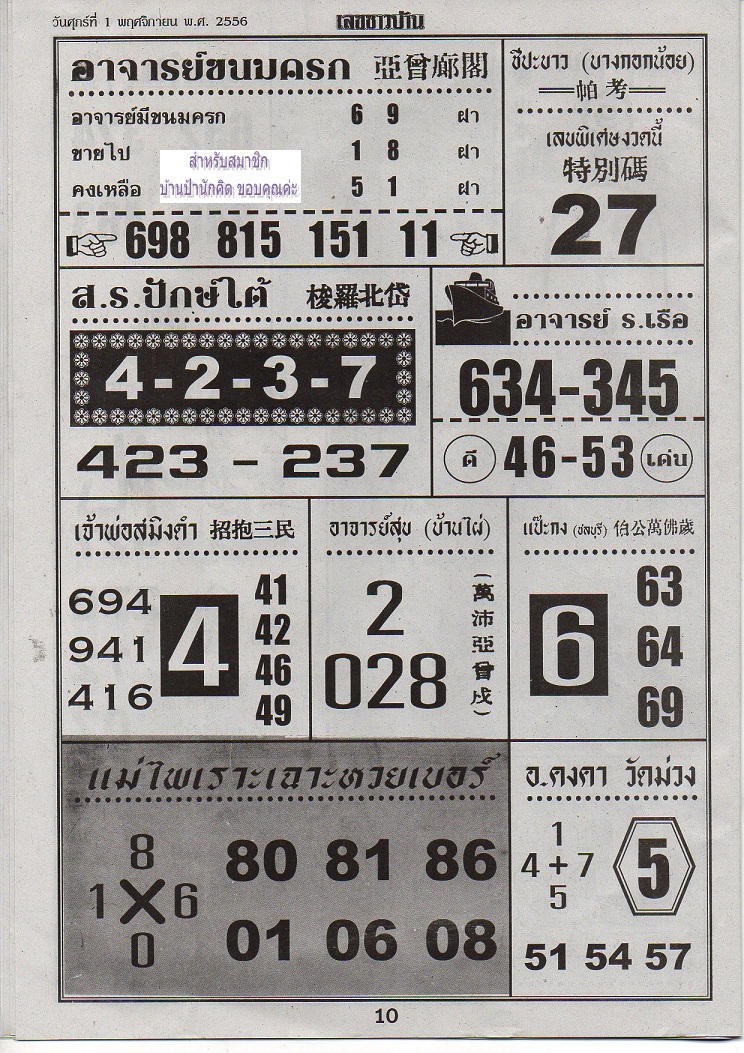 วันศุกร์ที่ 1 พฤศจิกายน พ.ศ. 2556
เลขชาวบ้าน
อาจารย์ขนมครก 亞曾廊閣
อาจารย์มีขนมครก 6 9 ฝา
ขายไป 1 8 ฝา
คงเหลือ 5 1 ฝา
สำหรับสมาชิก
บ้านป้านักคิด ขอบคุณค่ะ
698 815 151 11
ชีปะขาว (บางกอกน้อย)
帕考
เลขพิเศษงวดนี้
特別碼
27
ส.ร.ปักษ์ใต้ 梭羅北岱
4-2-3-7
423 - 237
อาจารย์ ร.เรือ
634-345
ดี 46-53 เด่น
เจ้าพ่อสมิงดำ 招抱三民
694
941
416
4
41
42
46
49
อาจารย์สุข (บ้านไผ่)
2
028
(萬沛亞曾戍)
แป๊ะกง (ชลบุรี) 伯公萬佛歲
6
63
64
69
แม่ไพเราะเฉาะหวยเบอร์
8
1 X 6
0
80 81 86
01 06 08
อ.คงคา วัดม่วง
1
4 + 7
5
5
51 54 57
10